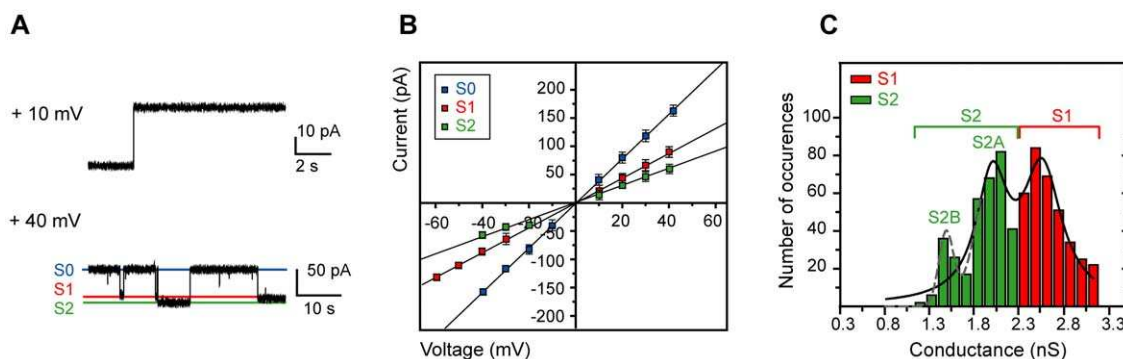 A
+ 10 mV
10 pA
2 s
+ 40 mV
S0
S1
S2
50 pA
10 s
B
Current (pA)
S0
S1
S2
200
150
100
50
-60 -40 -20
20 40 60
-50
-100
-150
-200
Voltage (mV)
C
S1
S2
Number of occurences
100
80
60
40
20
S2
S1
S2A
S2B
0.3 0.8 1.3 1.8 2.3 2.8 3.3
Conductance (nS)